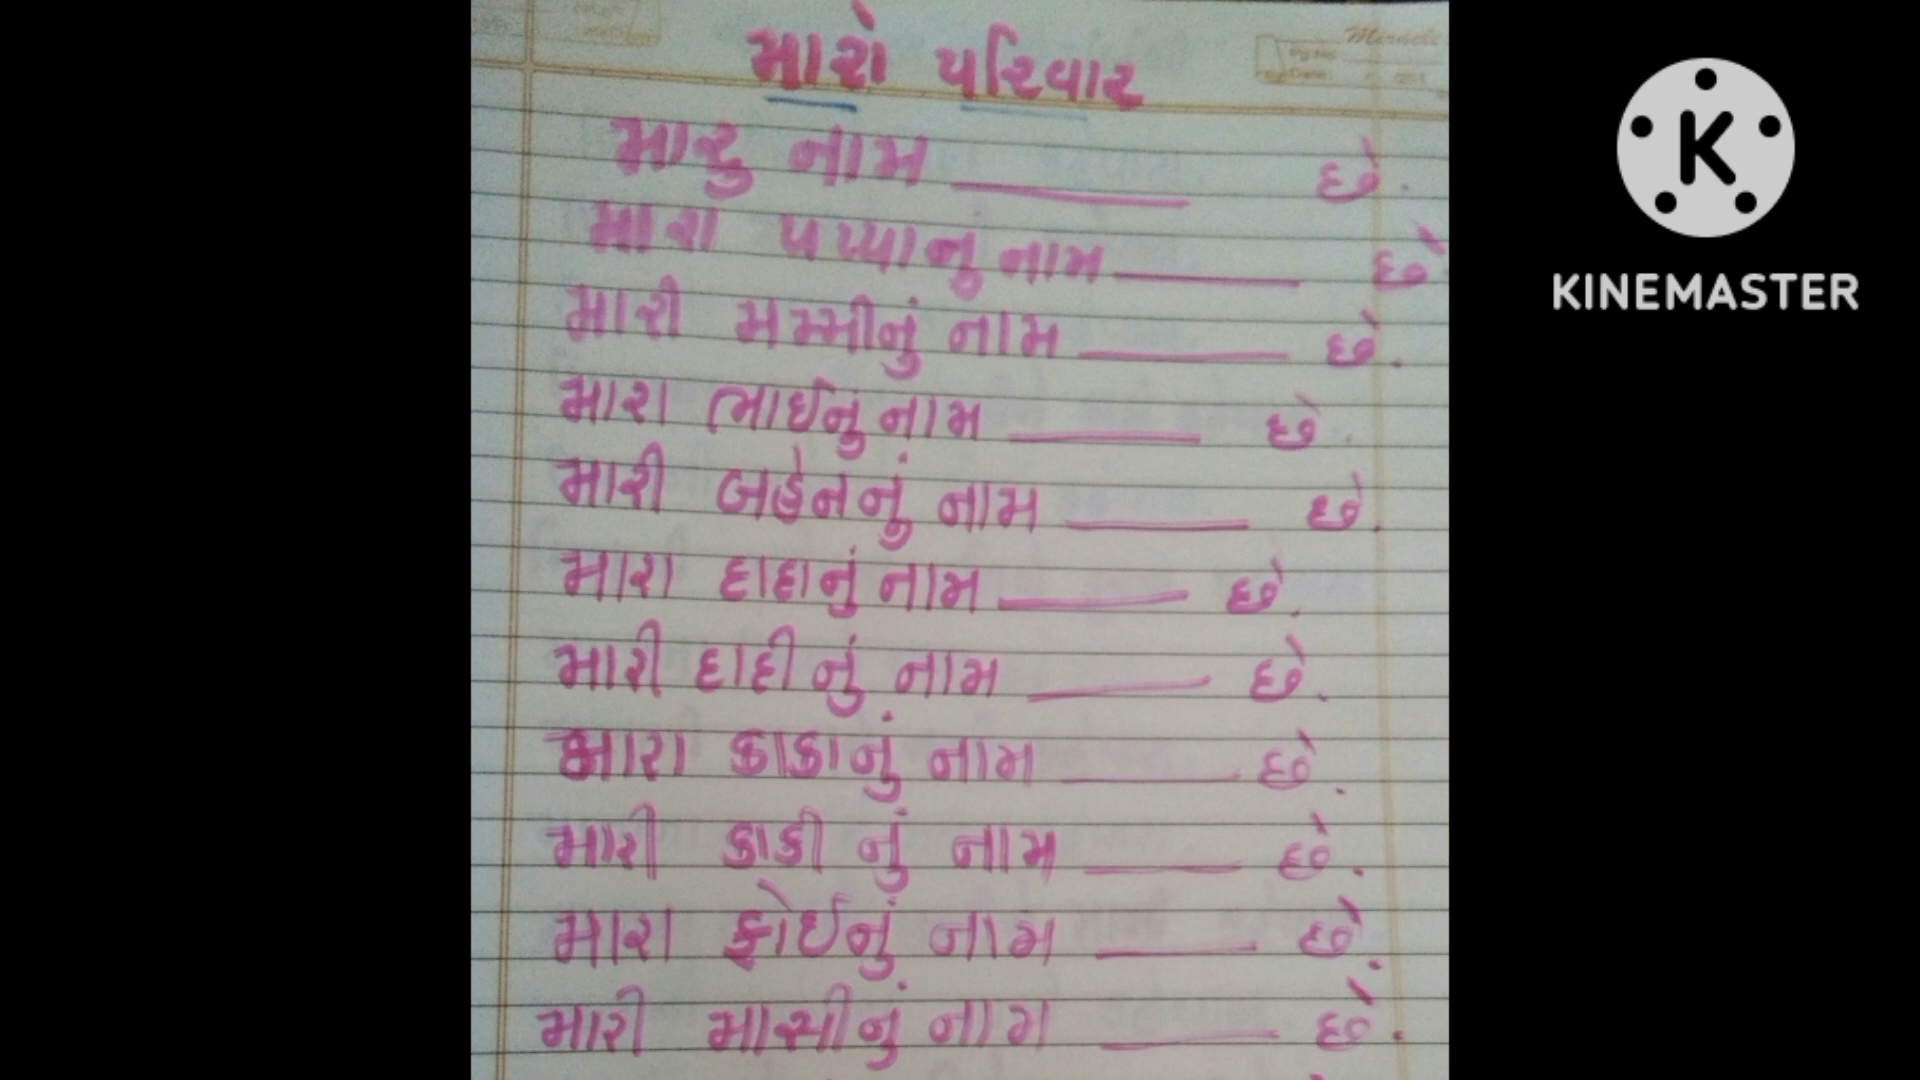 મારો પરિવાર
મારુ નામ ______ છે.
મારા પપ્પાનું નામ ______ છે.
મારી મમ્મીનું નામ ______ છે.
મારા ભાઈનું નામ ______ છે.
મારી બહેનનું નામ ______ છે.
મારા દાદાનું નામ ______ છે.
મારી દાદીનું નામ ______ છે.
મારા કાકાનું નામ ______ છે.
મારી કાકી નું નામ ______ છે.
મારા ફોઈનું નામ ______ છે.
મારી માસીનું નામ ______ છે.
K
KINEMASTER